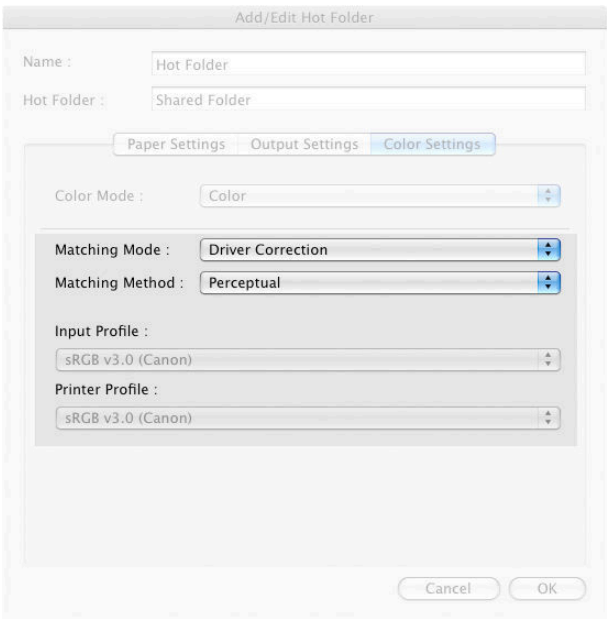 Add/Edit Hot Folder
Name : Hot Folder
Hot Folder : Shared Folder
Paper Settings Output Settings Color Settings
Color Mode : Color
Matching Mode : Driver Correction
Matching Method : Perceptual
Input Profile :
sRGB v3.0 (Canon)
Printer Profile :
sRGB v3.0 (Canon)
Cancel OK